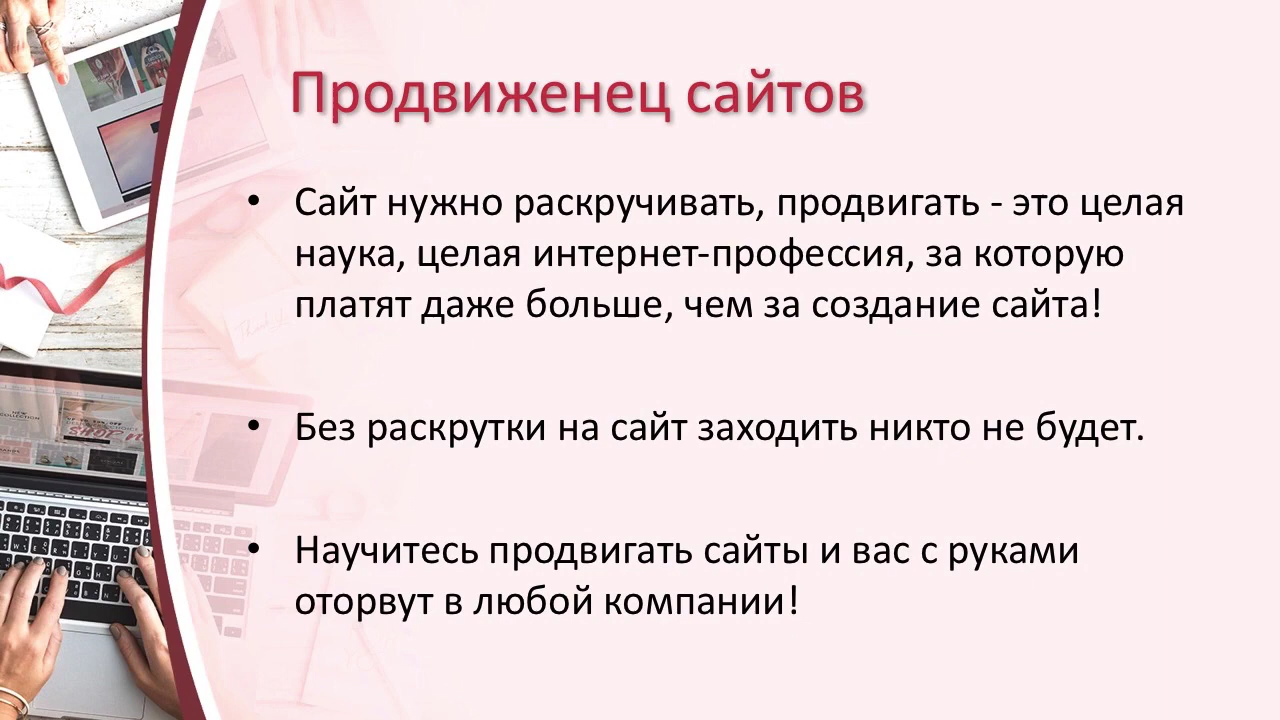 Продвиженец сайтов
• Сайт нужно раскручивать, продвигать - это целая
наука, целая интернет-профессия, за которую
платят даже больше, чем за создание сайта!
• Без раскрутки на сайт заходить никто не будет.
• Научитесь продвигать сайты и вас с руками
оторвут в любой компании!